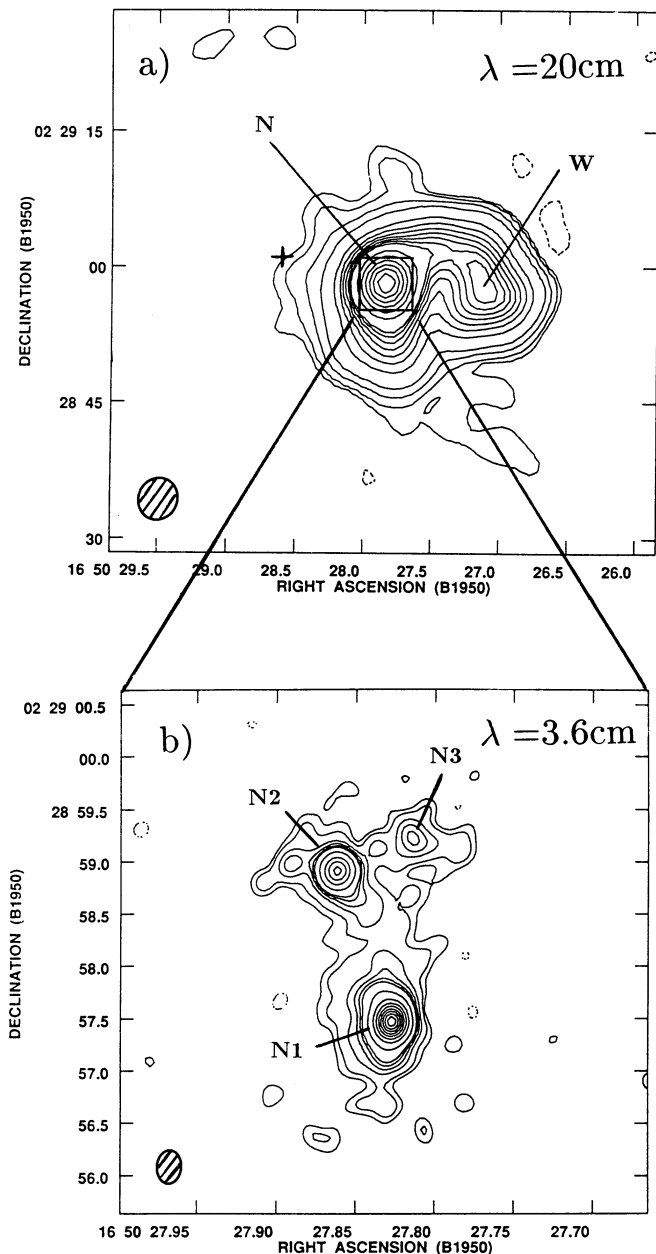 a)
λ =20cm
N
W
02 29 15
00
28 45
30
DECLINATION (B1950)
16 50 29.5 29.0 28.5 28.0 27.5 27.0 26.5 26.0
RIGHT ASCENSION (B1950)
b)
λ =3.6cm
N3
N2
N1
02 29 00.5
00.0
28 59.5
59.0
58.5
58.0
57.5
57.0
56.5
56.0
DECLINATION (B1950)
16 50 27.95 27.90 27.85 27.80 27.75 27.70
RIGHT ASCENSION (B1950)